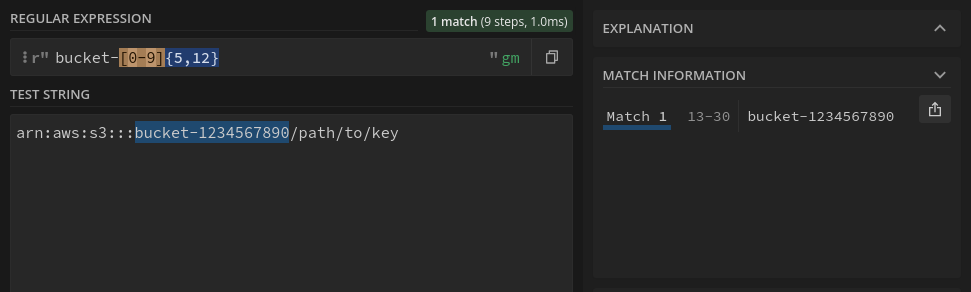 REGULAR EXPRESSION
1 match (9 steps, 1.0ms)
r" bucket-[0-9]{5,12} " gm
TEST STRING
arn:aws:s3:::bucket-1234567890/path/to/key
EXPLANATION
MATCH INFORMATION
Match 1 13-30 bucket-1234567890